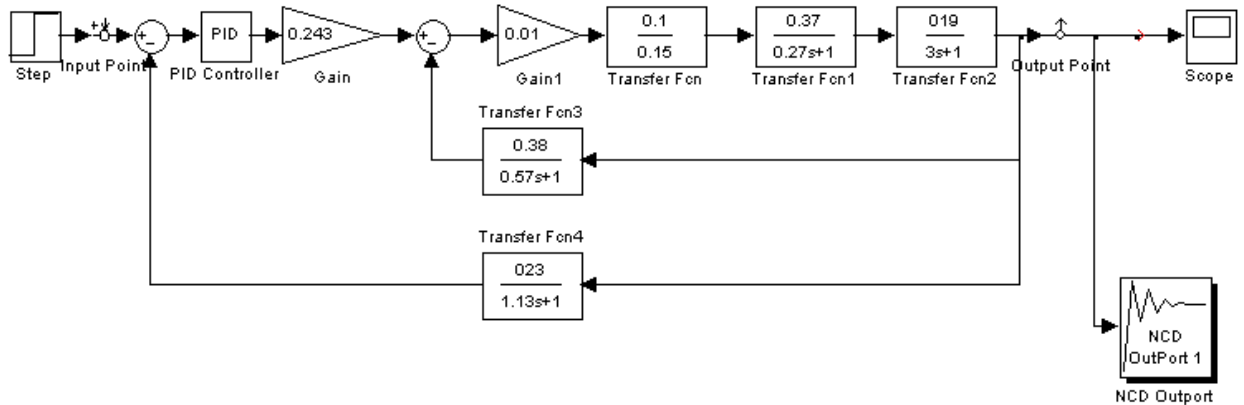 Step
Input Point
+
−
PID
PID Controller
0.243
Gain
+
−
0.01
Gain1
0.1
0.15
Transfer Fcn
0.37
0.27s+1
Transfer Fcn1
019
3s+1
Transfer Fcn2
Output Point
Scope
Transfer Fcn3
0.38
0.57s+1
Transfer Fcn4
023
1.13s+1
NCD
OutPort 1
NCD Outport